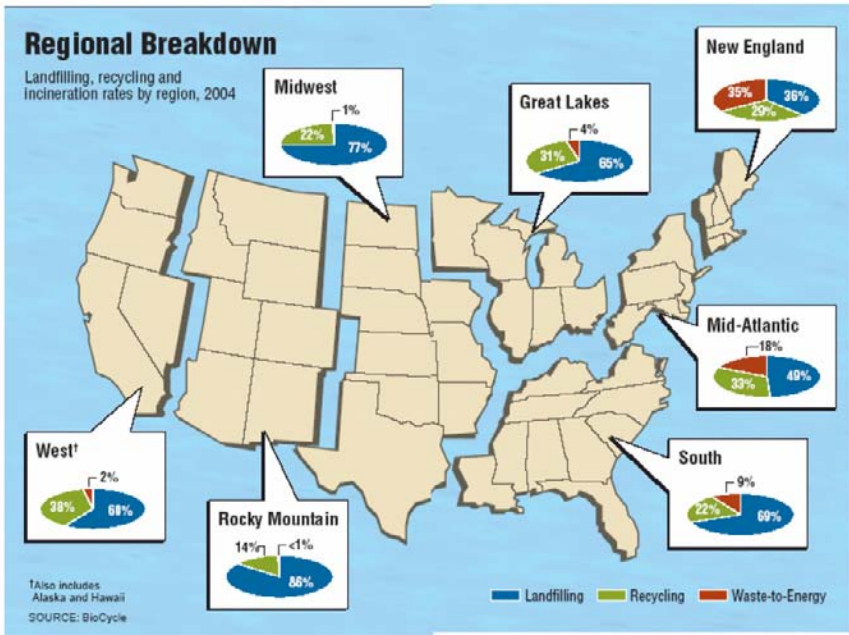 Regional Breakdown
Landfilling, recycling and
incineration rates by region, 2004
Midwest
1%
22%
77%
Great Lakes
4%
31%
65%
New England
35%
36%
29%
Mid-Atlantic
18%
33%
49%
West†
2%
38%
60%
Rocky Mountain
14%
<1%
86%
South
9%
22%
69%
†Also includes
Alaska and Hawaii
SOURCE: BioCycle
Landfilling
Recycling
Waste-to-Energy